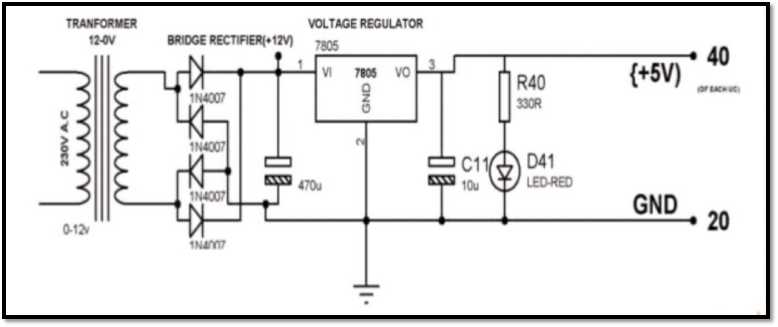 TRANFORMER
12-0V
VOLTAGE REGULATOR
BRIDGE RECTIFIER(+12V)
7805
1
VI
7805
VO
3
GND
2
230V A.C
0-12v
1N4007
1N4007
1N4007
1N4007
470u
C11
10u
R40
330R
D41
LED-RED
{+5V)
40
(OF EACH UC)
GND
20